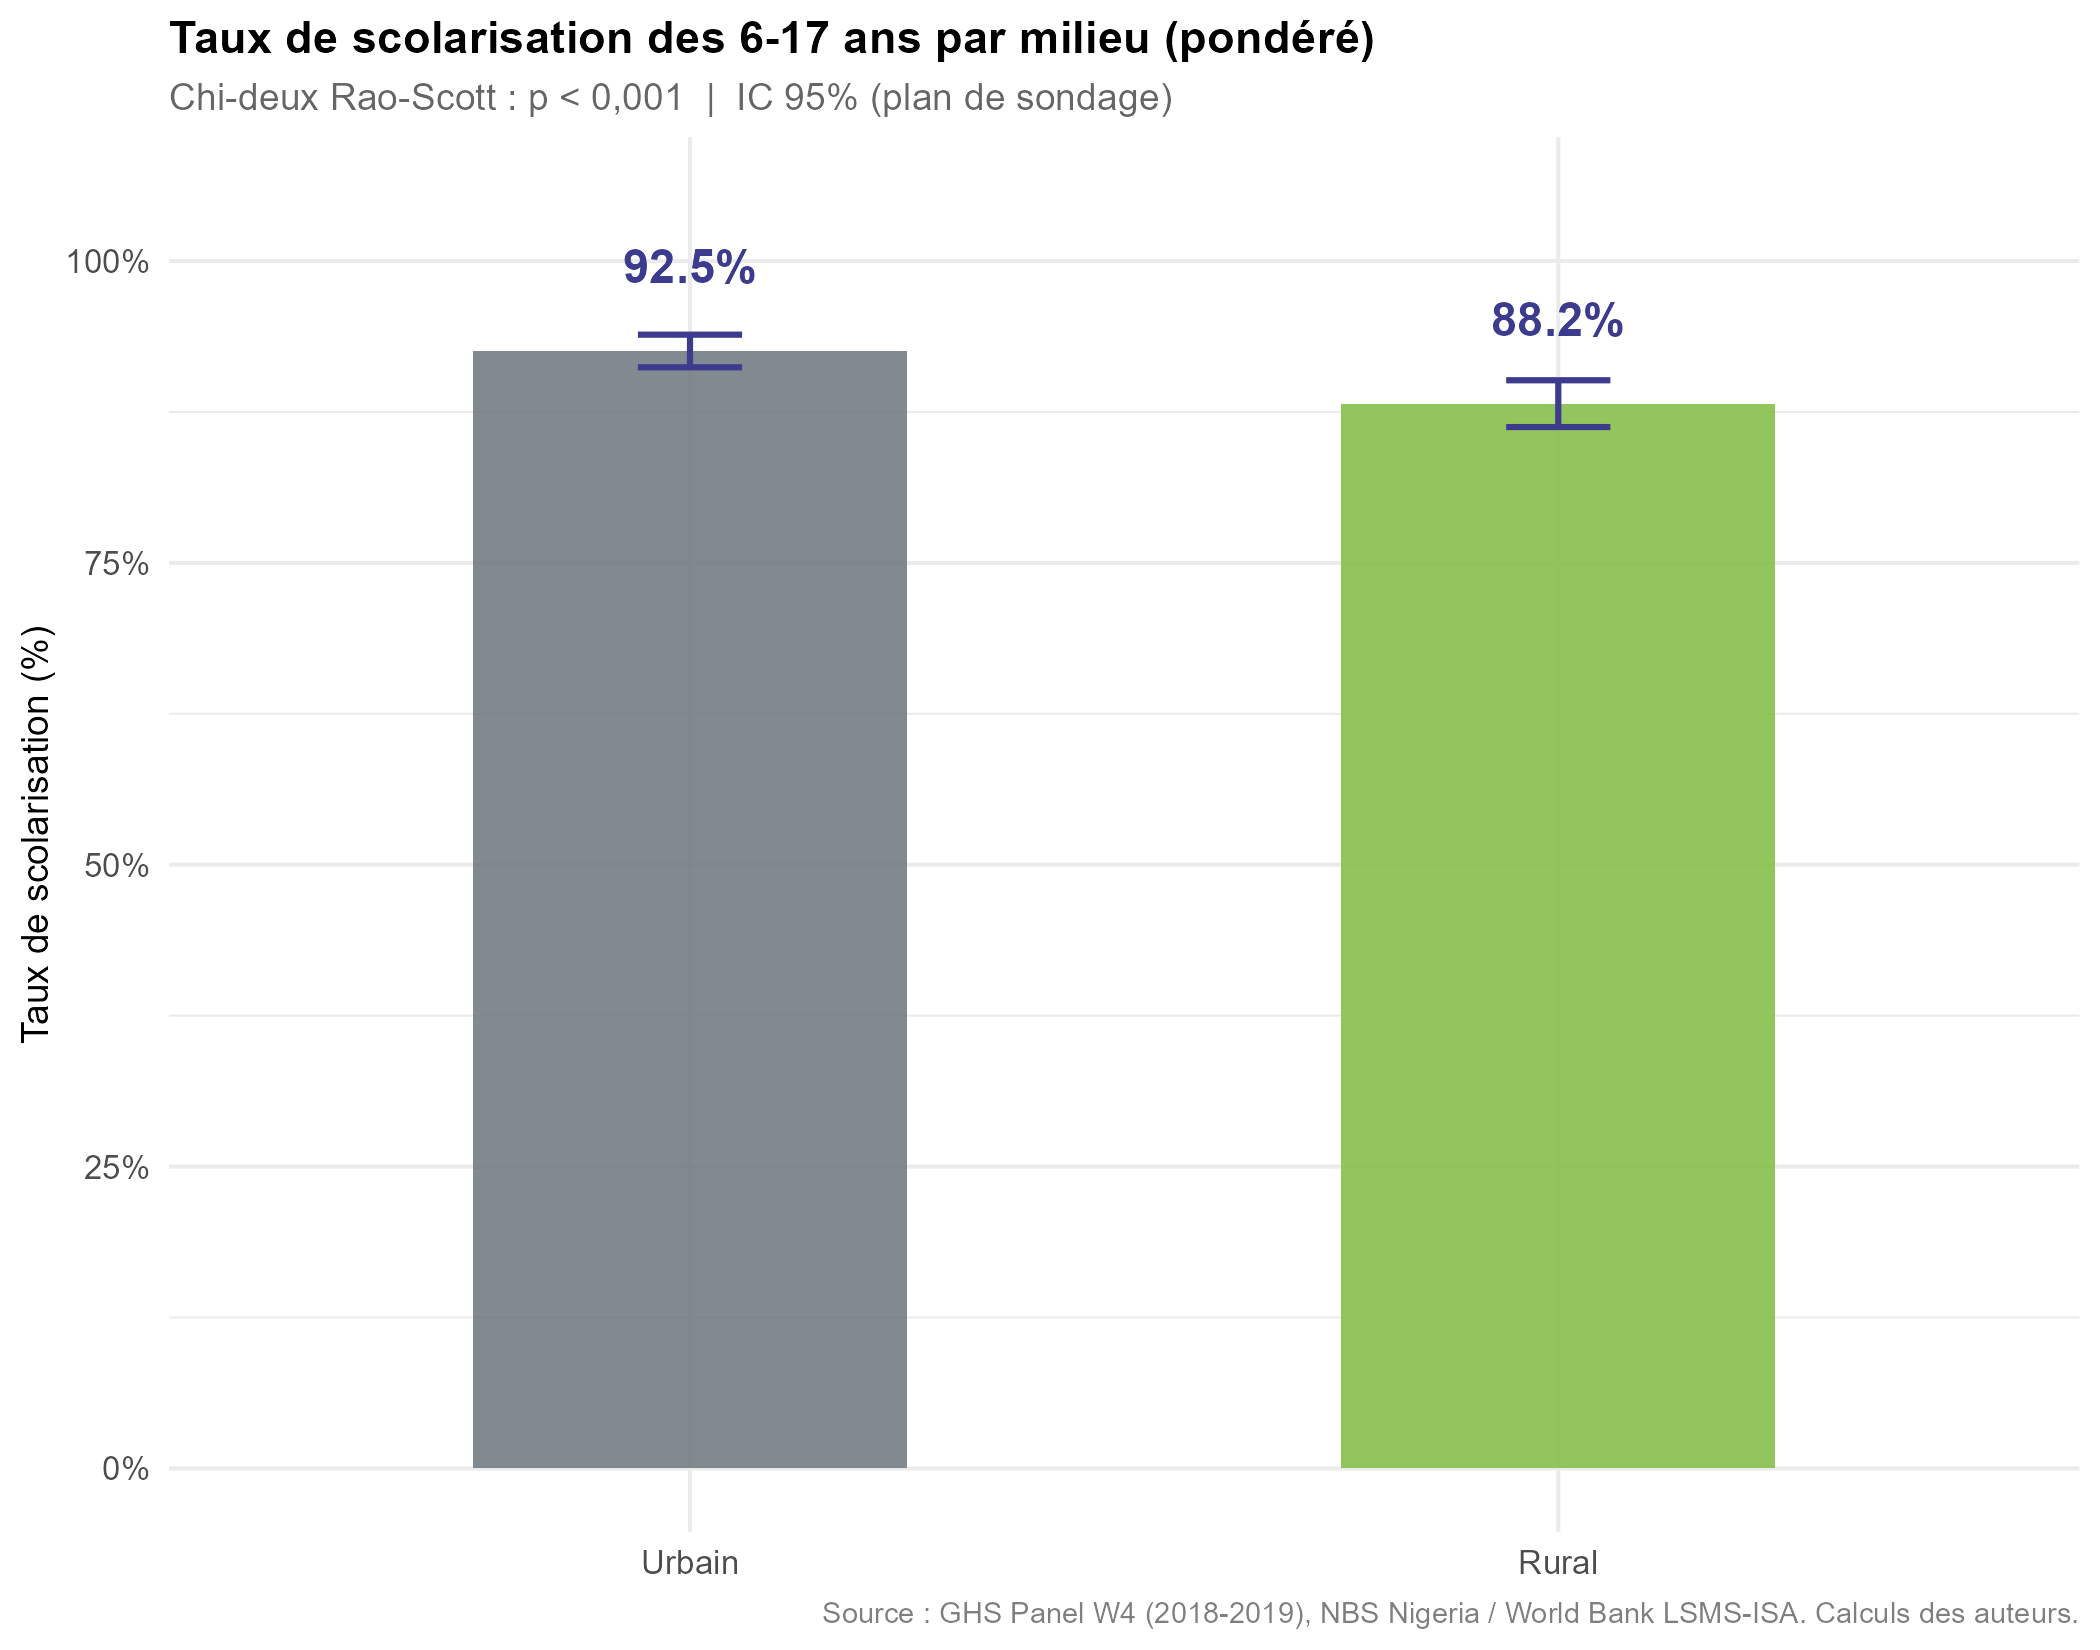 Taux de scolarisation des 6-17 ans par milieu (pondéré)
Chi-deux Rao-Scott : p < 0,001 | IC 95% (plan de sondage)
100%
75%
50%
25%
0%
Taux de scolarisation (%)
92.5%
88.2%
Urbain
Rural
Source : GHS Panel W4 (2018-2019), NBS Nigeria / World Bank LSMS-ISA. Calculs des auteurs.